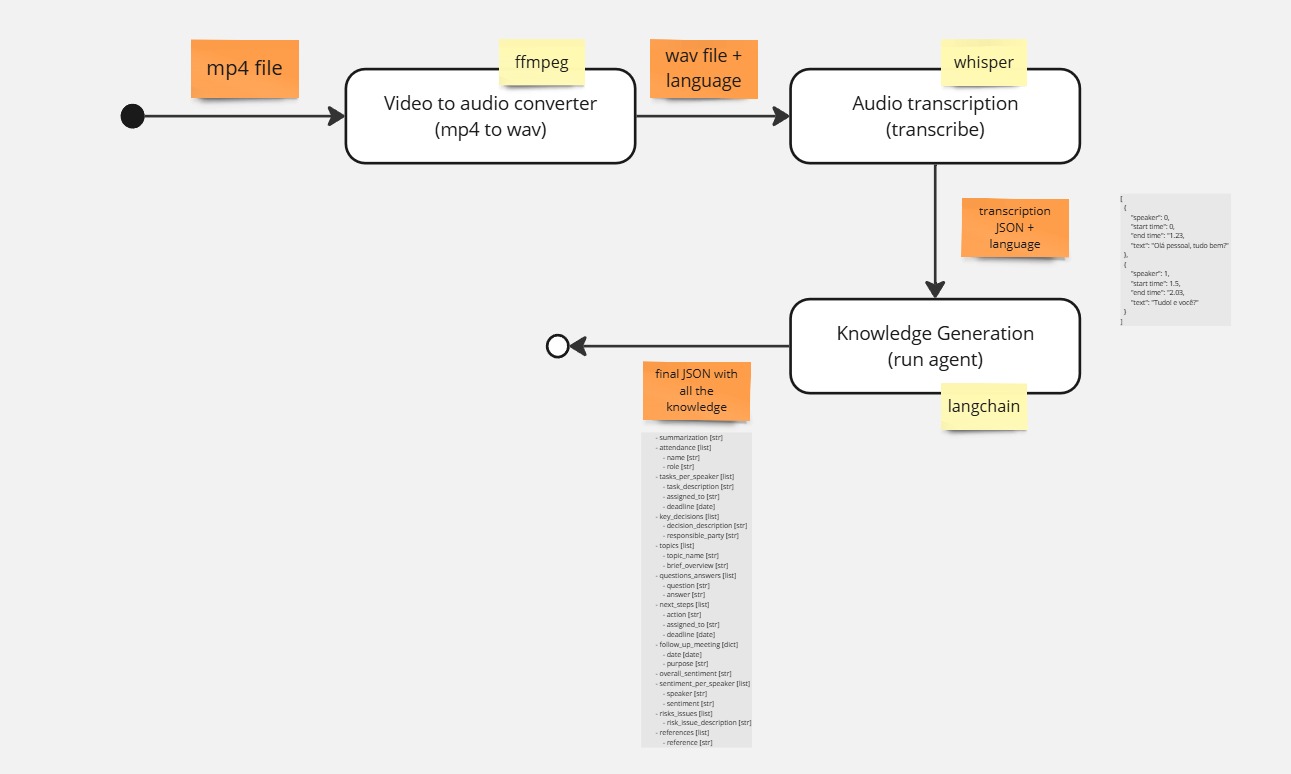 mp4 file
ffmpeg
Video to audio converter
(mp4 to wav)
wav file +
language
whisper
Audio transcription
(transcribe)
transcription
JSON +
language
[
{
"speaker": 0,
"start time": 0,
"end time": "1.23,
"text": "Olá pessoal, tudo bem?"
},
{
"speaker": 1,
"start time": 1.5,
"end time": "2.03,
"text": "Tudo! e você?"
}
]
Knowledge Generation
(run agent)
langchain
final JSON with
all the
knowledge
- summarization [str]
- attendance [list]
- name [str]
- role [str]
- tasks_per_speaker [list]
- task_description [str]
- assigned_to [str]
- deadline [date]
- key_decisions [list]
- decision_description [str]
- responsible_party [str]
- topics [list]
- topic_name [str]
- brief_overview [str]
- questions_answers [list]
- question [str]
- answer [str]
- next_steps [list]
- action [str]
- assigned_to [str]
- deadline [date]
- follow_up_meeting [dict]
- date [date]
- purpose [str]
- overall_sentiment [str]
- sentiment_per_speaker [list]
- speaker [str]
- sentiment [str]
- risks_issues [list]
- risk_issue_description [str]
- references [list]
- reference [str]